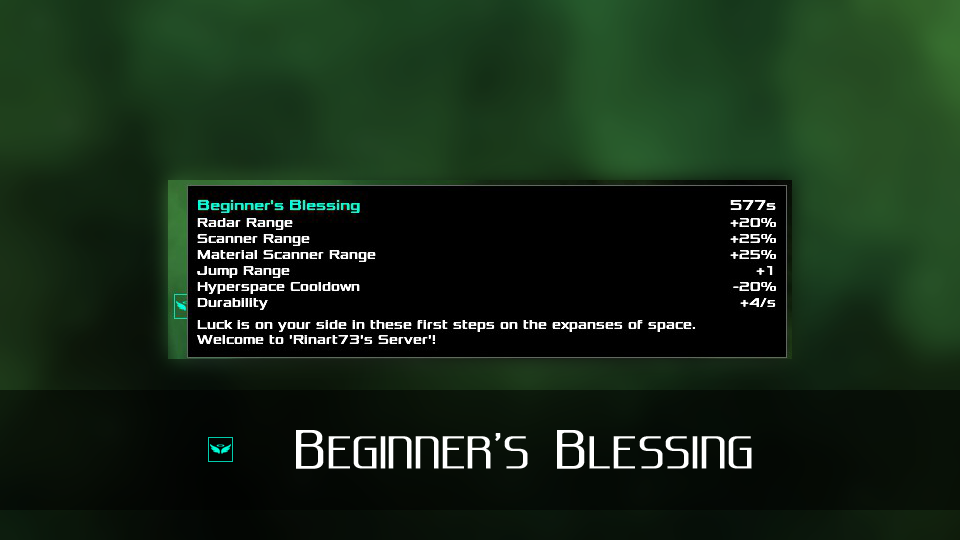 Beginner's Blessing 577s
Radar Range +20%
Scanner Range +25%
Material Scanner Range +25%
Jump Range +1
Hyperspace Cooldown -20%
Durability +4/s
Luck is on your side in these first steps on the expanses of space.
Welcome to 'Rinart73's Server'!
Beginner's Blessing